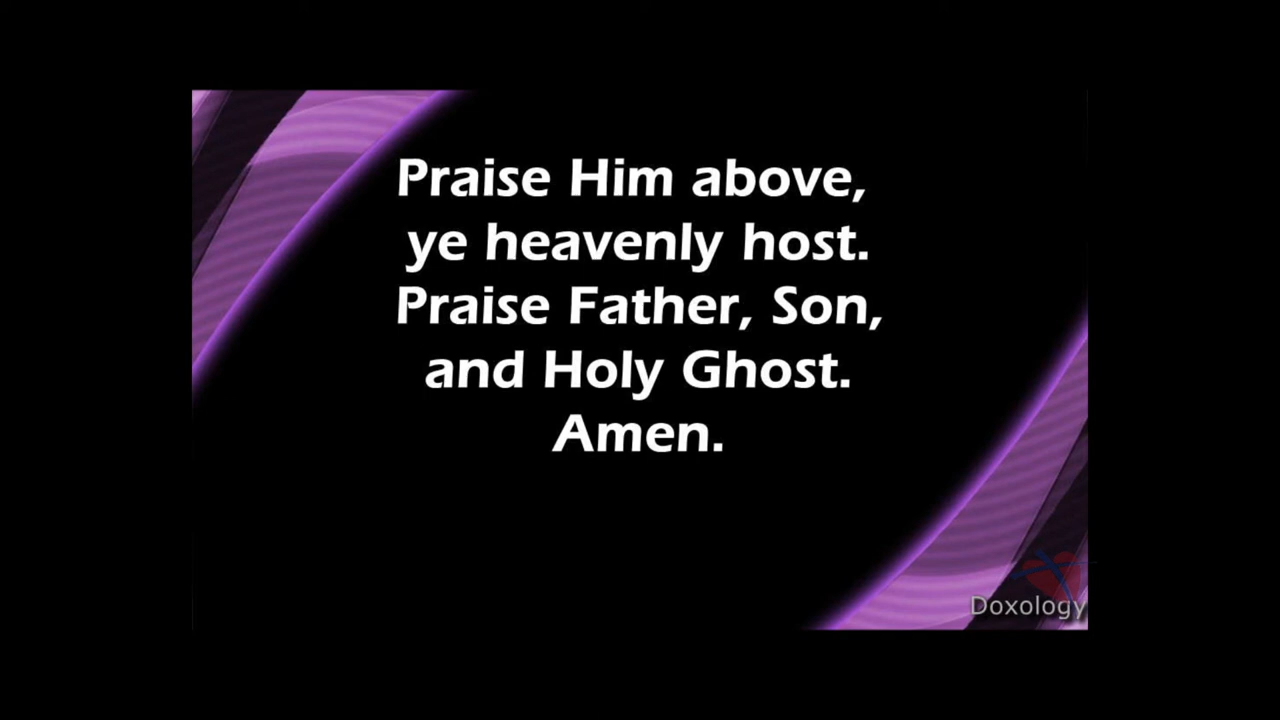 Praise Him above,
ye heavenly host.
Praise Father, Son,
and Holy Ghost.
Amen.
Doxology